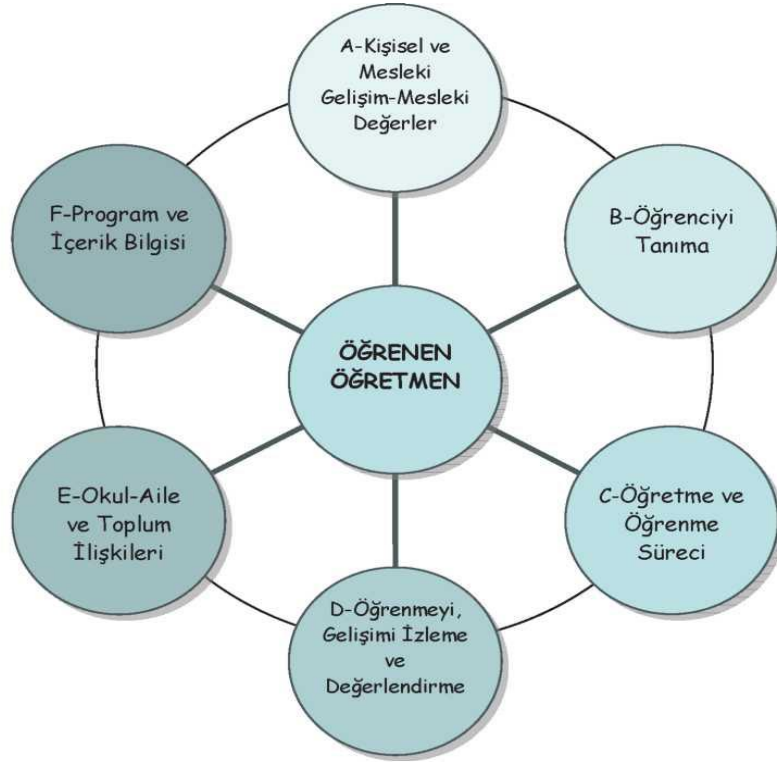 A-Kişisel ve
Mesleki
Gelişim-Mesleki
Değerler
B-Öğrenciyi
Tanıma
C-Öğretme ve
Öğrenme
Süreci
D-Öğrenmeyi,
Gelişimi İzleme
ve
Değerlendirme
E-Okul-Aile
ve Toplum
İlişkileri
F-Program ve
İçerik Bilgisi
ÖĞRENEN
ÖĞRETMEN